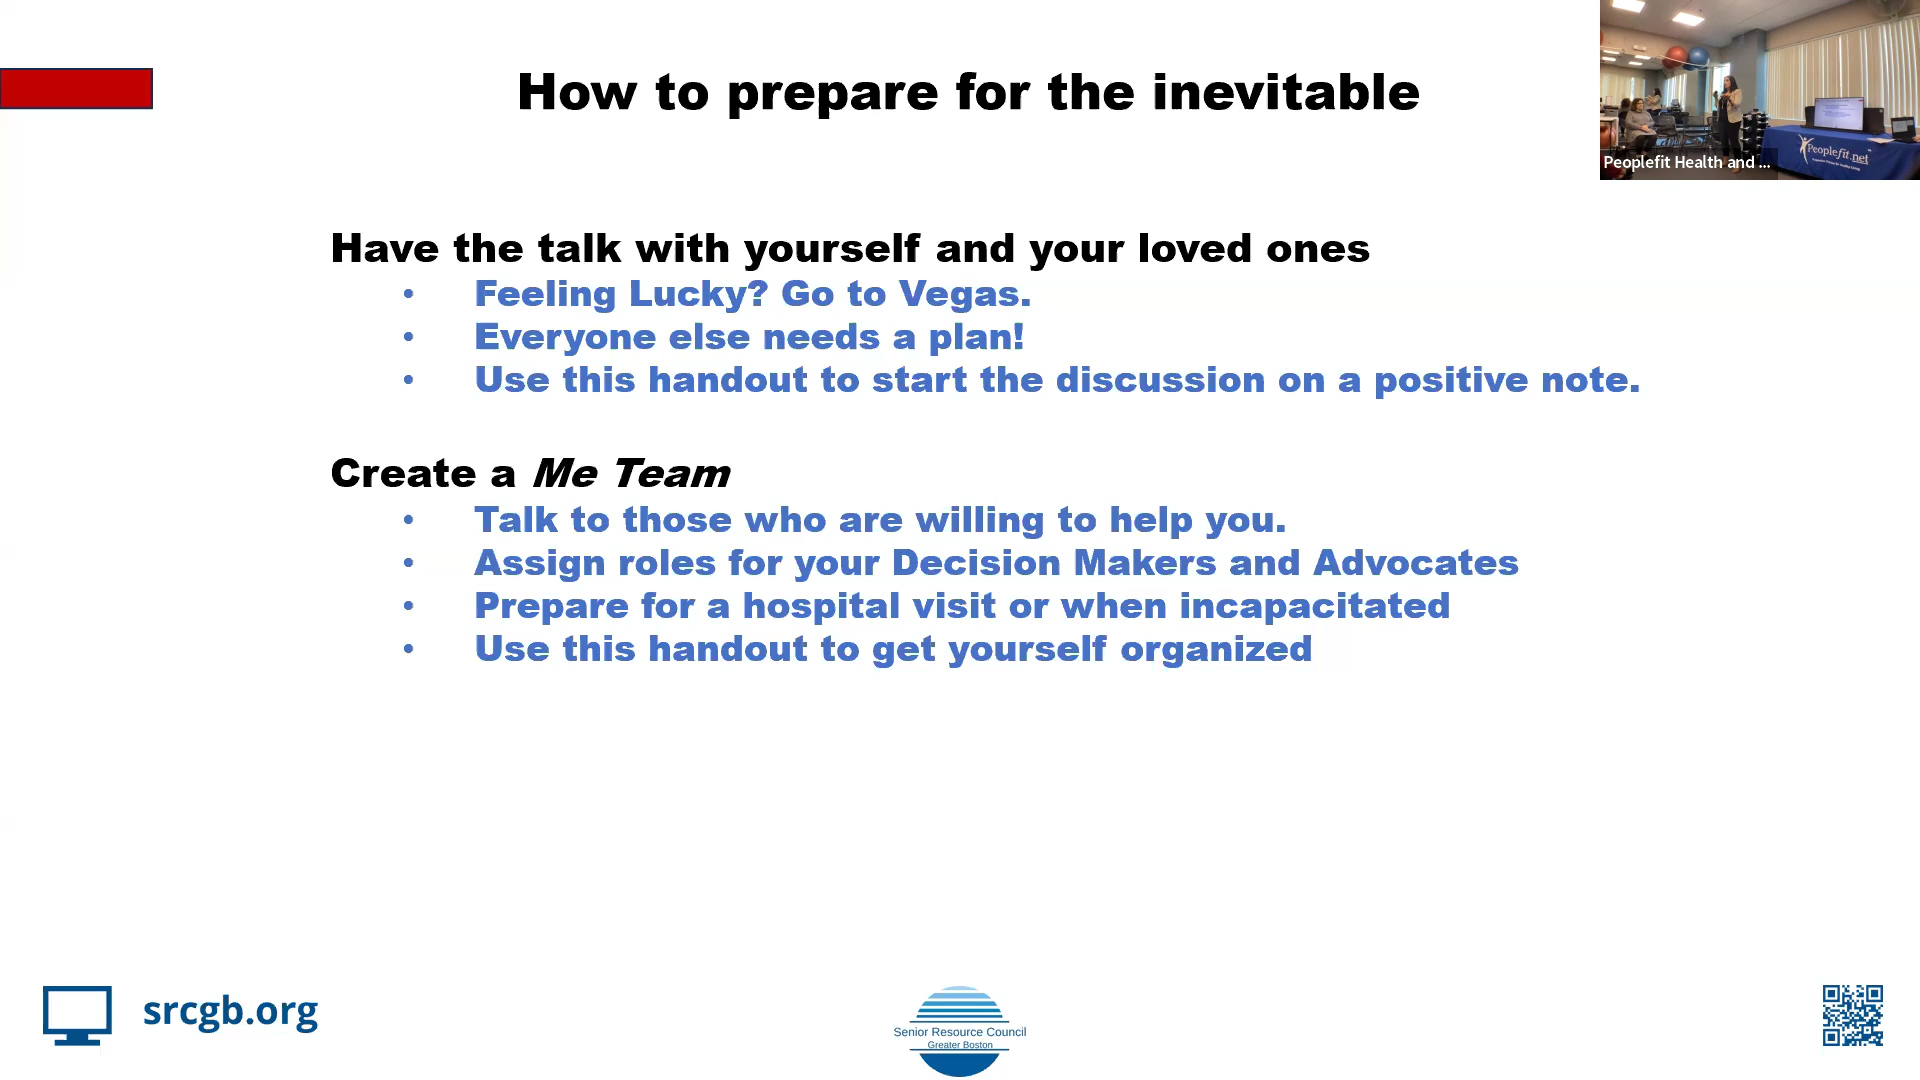 How to prepare for the inevitable
Peoplefit Health and ...
Peoplefit.net
Have the talk with yourself and your loved ones
• Feeling Lucky? Go to Vegas.
• Everyone else needs a plan!
• Use this handout to start the discussion on a positive note.
Create a Me Team
• Talk to those who are willing to help you.
• Assign roles for your Decision Makers and Advocates
• Prepare for a hospital visit or when incapacitated
• Use this handout to get yourself organized
srcgb.org
Senior Resource Council
Greater Boston